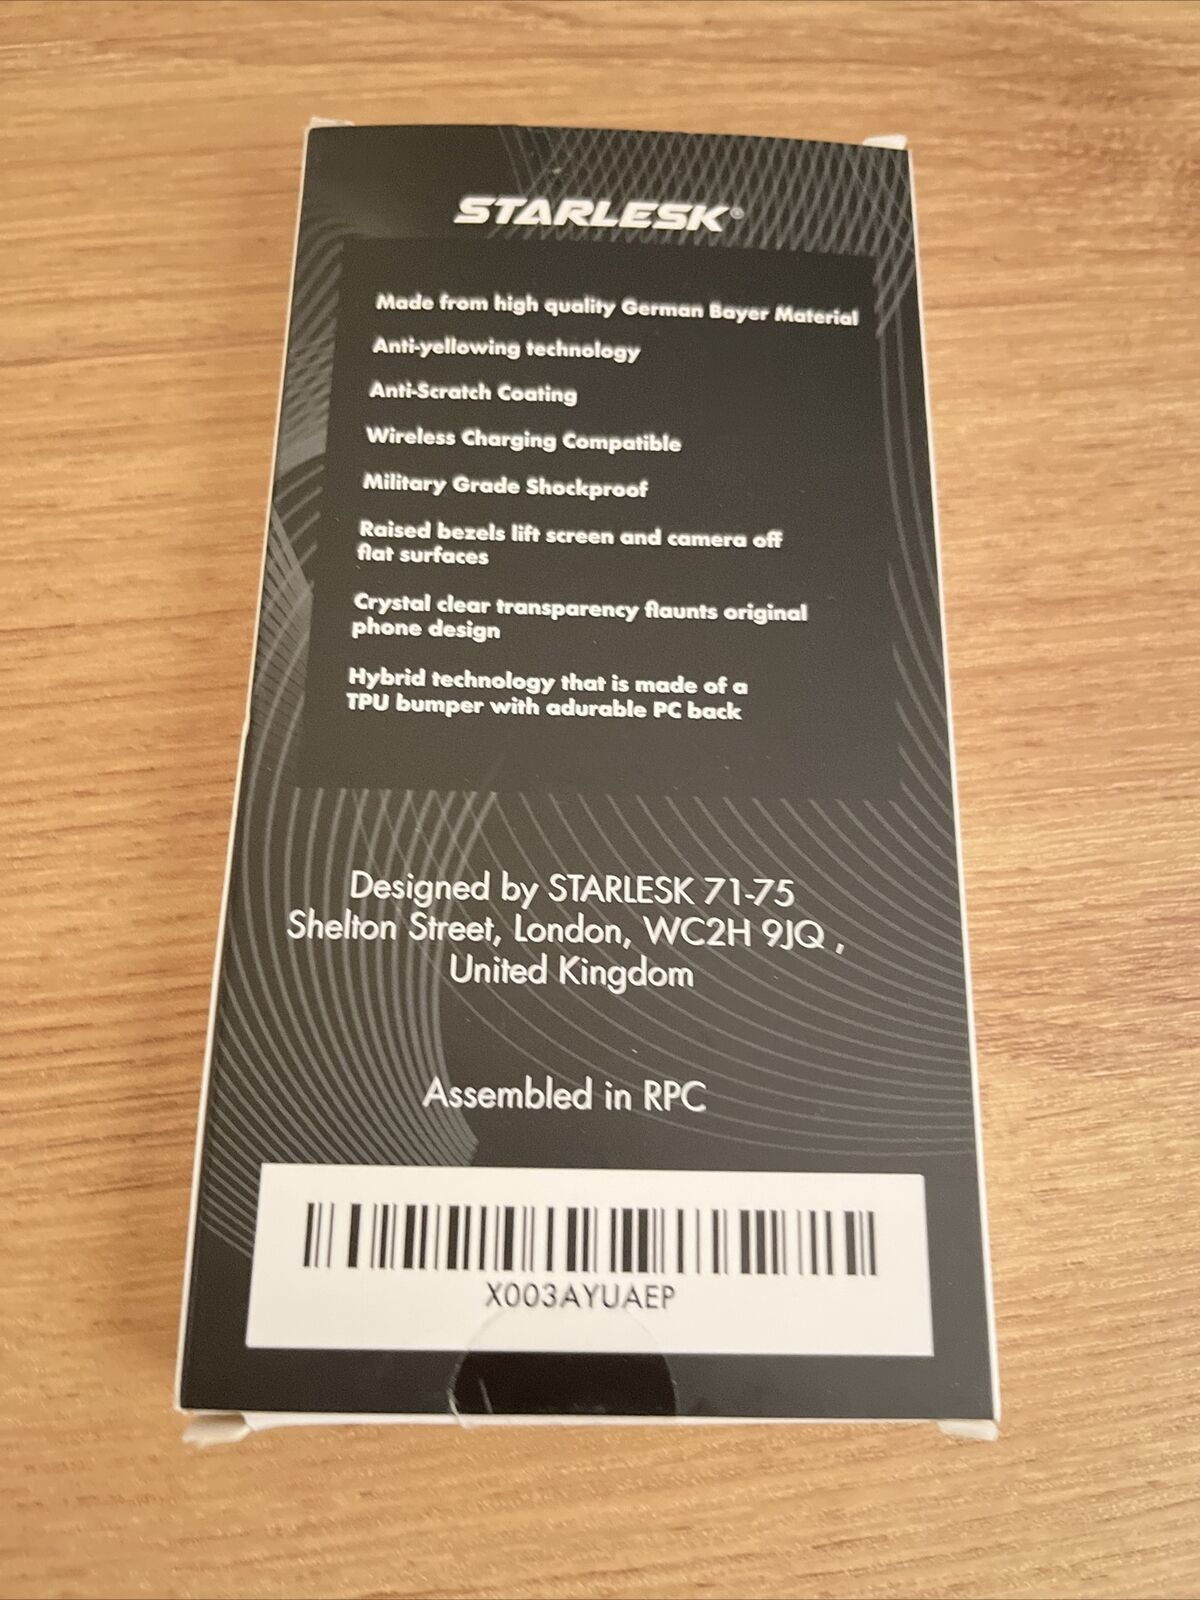 STARLESK®
Made from high quality German Bayer Material
Anti-yellowing technology
Anti-Scratch Coating
Wireless Charging Compatible
Military Grade Shockproof
Raised bezels lift screen and camera off
flat surfaces
Crystal clear transparency flaunts original
phone design
Hybrid technology that is made of a
TPU bumper with adurable PC back
Designed by STARLESK 71-75
Shelton Street, London, WC2H 9JQ ,
United Kingdom
Assembled in RPC
X003AYUAEP